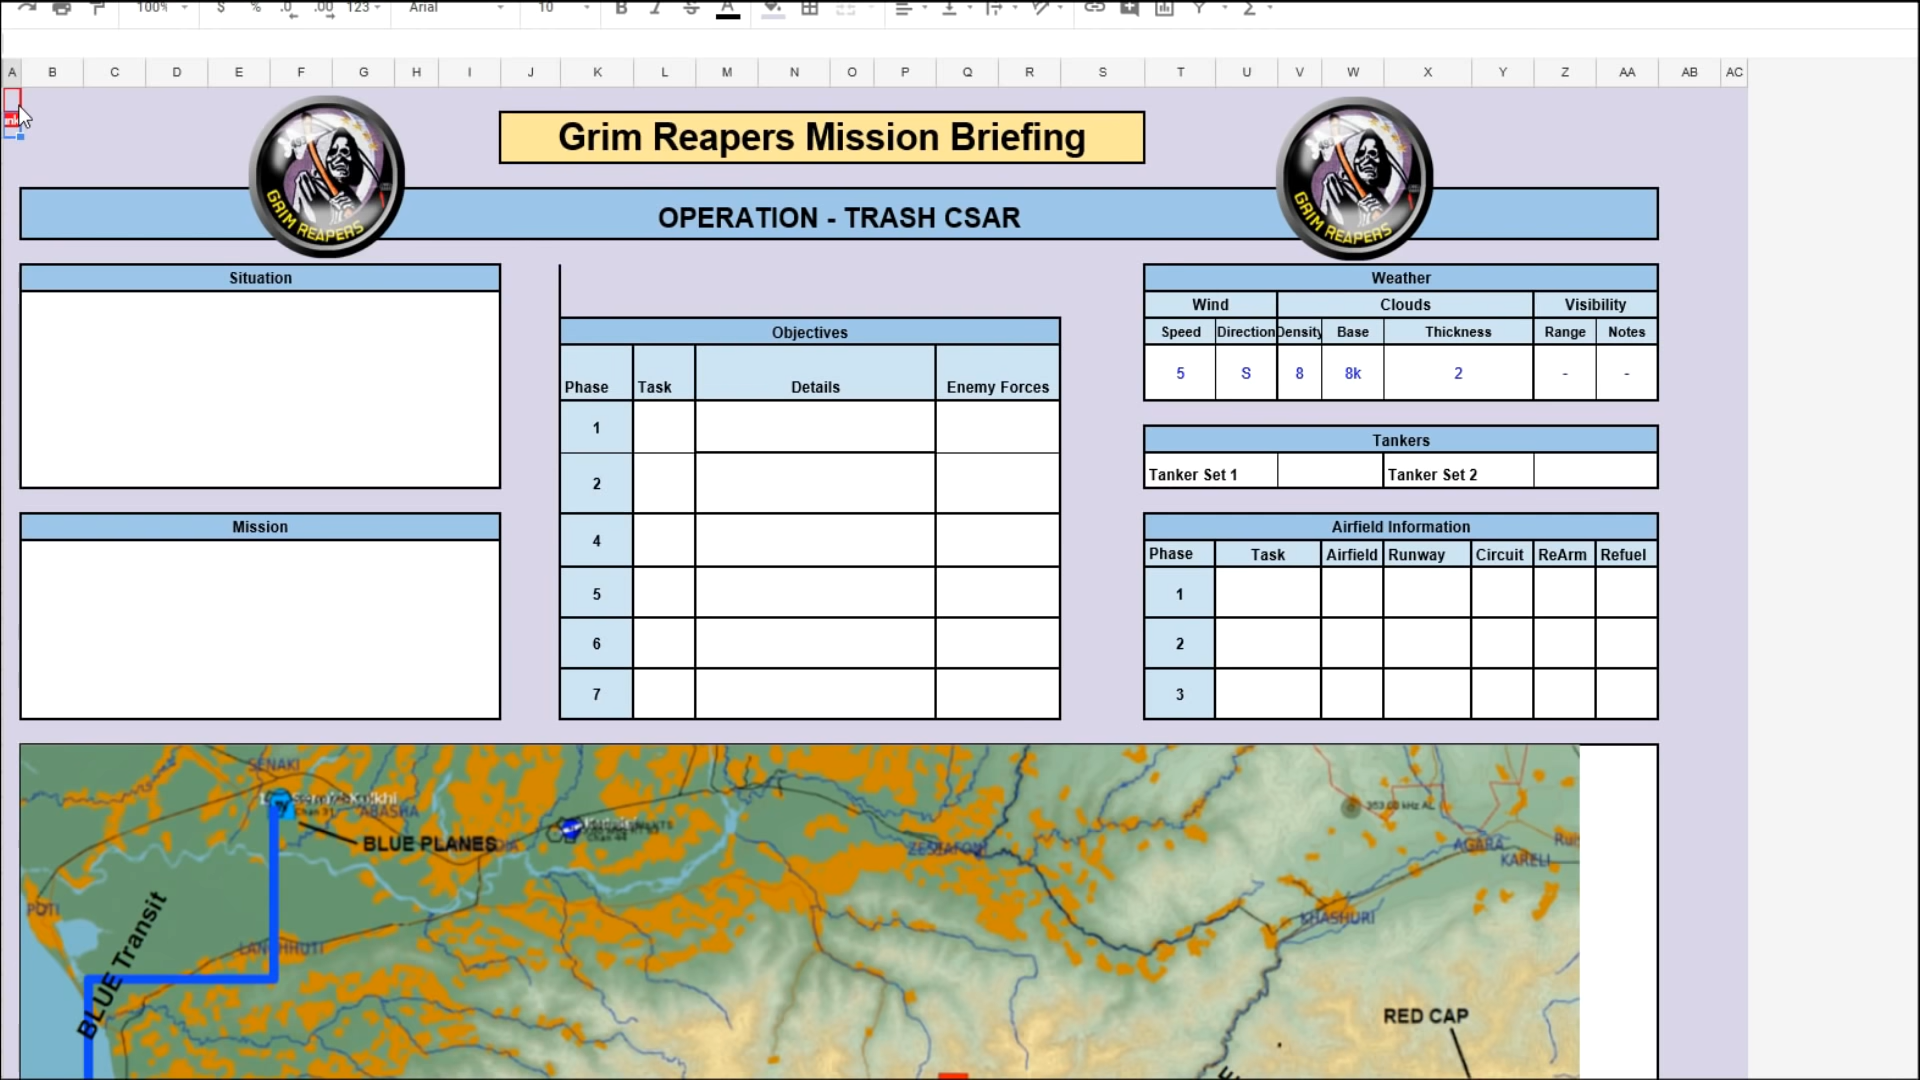 100%
$
%
.0
.00
123
Arial
10
B
A
A B C D E F G H I J K L M N O P Q R S T U V W X Y Z AA AB AC
Grim Reapers Mission Briefing
GRIM REAPERS
GRIM REAPERS
OPERATION - TRASH CSAR
Situation
Mission
Objectives
Phase Task Details Enemy Forces
1
2
4
5
6
7
Weather
Wind Clouds Visibility
Speed Direction Density Base Thickness Range Notes
5 S 8 8k 2 - -
Tankers
Tanker Set 1 Tanker Set 2
Airfield Information
Phase Task Airfield Runway Circuit ReArm Refuel
1
2
3
SENAKI
Chan 31
ABASHA
BLUE PLANES
ZESTAFONI
AGARA
KARELI
POTI
KHASHURI
LANCHHUTI
BLUE Transit
RED CAP